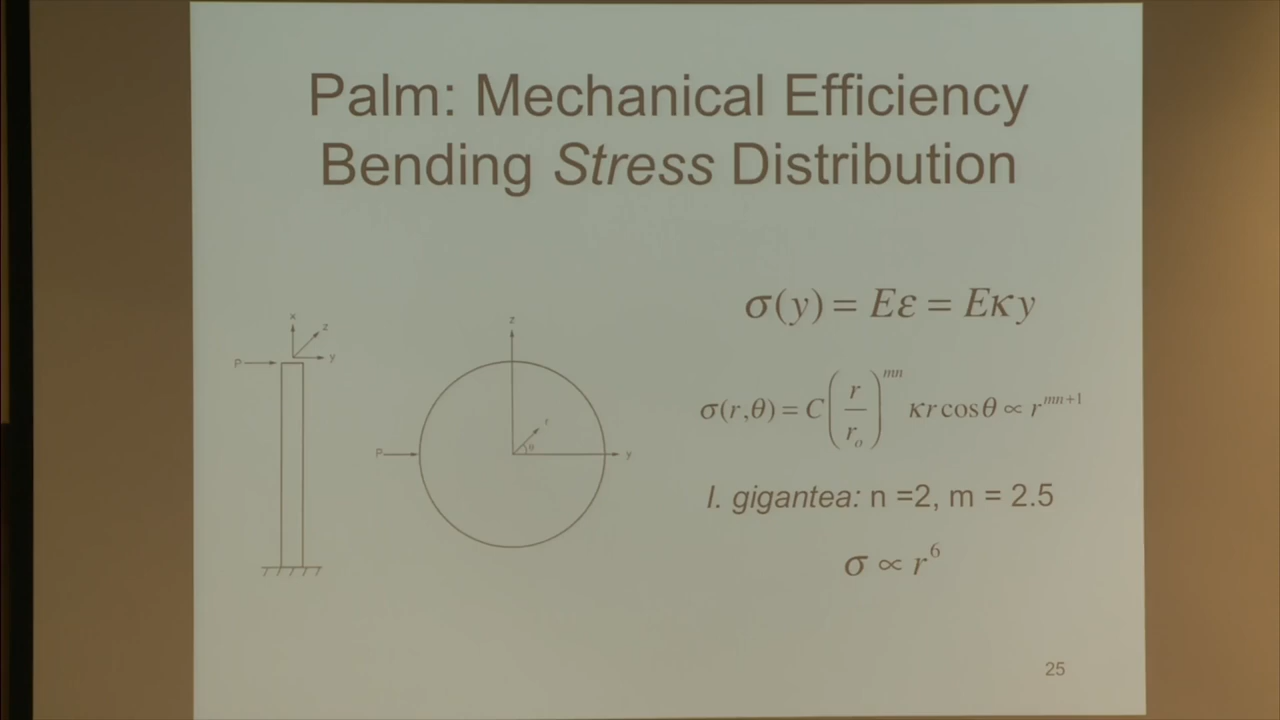 Palm: Mechanical Efficiency
Bending Stress Distribution
x
z
y
P
z
r
θ
P
y
σ(y) = Eε = Eκy
σ(r,θ) = C(r/r_o)^{mn} κr cosθ ∝ r^{mn+1}
I. gigantea: n =2, m = 2.5
σ ∝ r^6
25